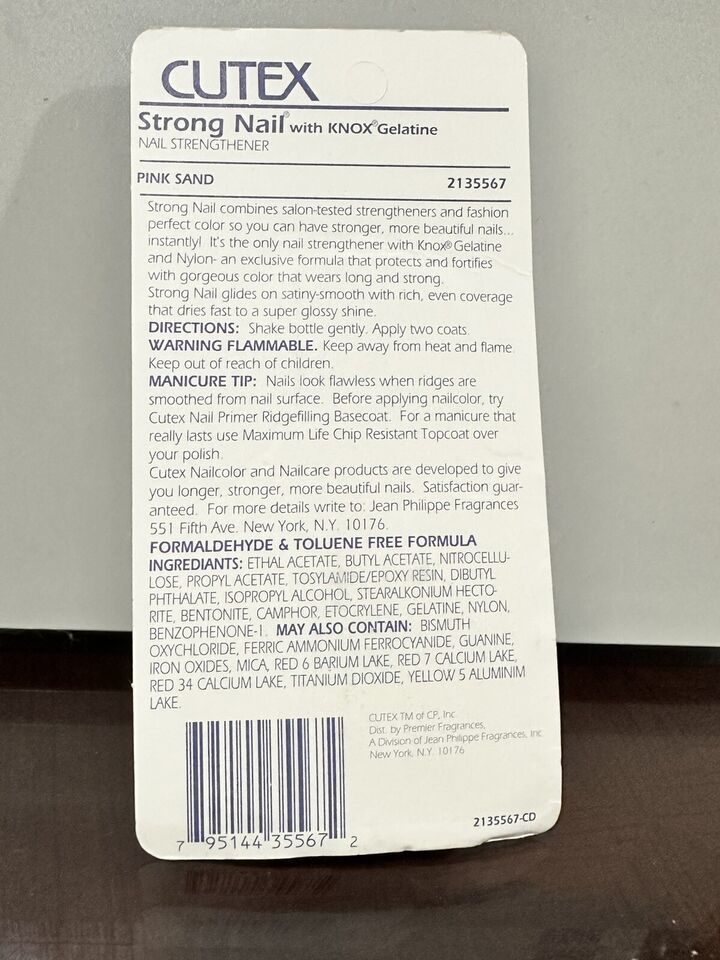 CUTEX
Strong Nail® with KNOX® Gelatine
NAIL STRENGTHENER
PINK SAND 2135567
Strong Nail combines salon-tested strengtheners and fashion
perfect color so you can have stronger, more beautiful nails...
instantly! It's the only nail strengthener with Knox® Gelatine
and Nylon- an exclusive formula that protects and fortifies
with gorgeous color that wears long and strong.
Strong Nail glides on satiny-smooth with rich, even coverage
that dries fast to a super glossy shine.
DIRECTIONS: Shake bottle gently. Apply two coats.
WARNING FLAMMABLE. Keep away from heat and flame.
Keep out of reach of children.
MANICURE TIP: Nails look flawless when ridges are
smoothed from nail surface. Before applying nailcolor, try
Cutex Nail Primer Ridgefilling Basecoat. For a manicure that
really lasts use Maximum Life Chip Resistant Topcoat over
your polish.
Cutex Nailcolor and Nailcare products are developed to give
you longer, stronger, more beautiful nails. Satisfaction guar-
anteed. For more details write to: Jean Philippe Fragrances
551 Fifth Ave. New York, N.Y. 10176.
FORMALDEHYDE & TOLUENE FREE FORMULA
INGREDIANTS: ETHAL ACETATE, BUTYL ACETATE, NITROCELLU-
LOSE, PROPYL ACETATE, TOSYLAMIDE/EPOXY RESIN, DIBUTYL
PHTHALATE, ISOPROPYL ALCOHOL, STEARALKONIUM HECTO-
RITE, BENTONITE, CAMPHOR, ETOCRYLENE, GELATINE, NYLON,
BENZOPHENONE-1. MAY ALSO CONTAIN: BISMUTH
OXYCHLORIDE, FERRIC AMMONIUM FERROCYANIDE, GUANINE,
IRON OXIDES, MICA, RED 6 BARIUM LAKE, RED 7 CALCIUM LAKE,
RED 34 CALCIUM LAKE, TITANIUM DIOXIDE, YELLOW 5 ALUMINIM
LAKE.
CUTEX TM of CP, Inc.
Dist. by Premier Fragrances,
A Division of Jean Philippe Fragrances, Inc.
New York, N.Y. 10176
2135567-CD
7 95144 35567 2